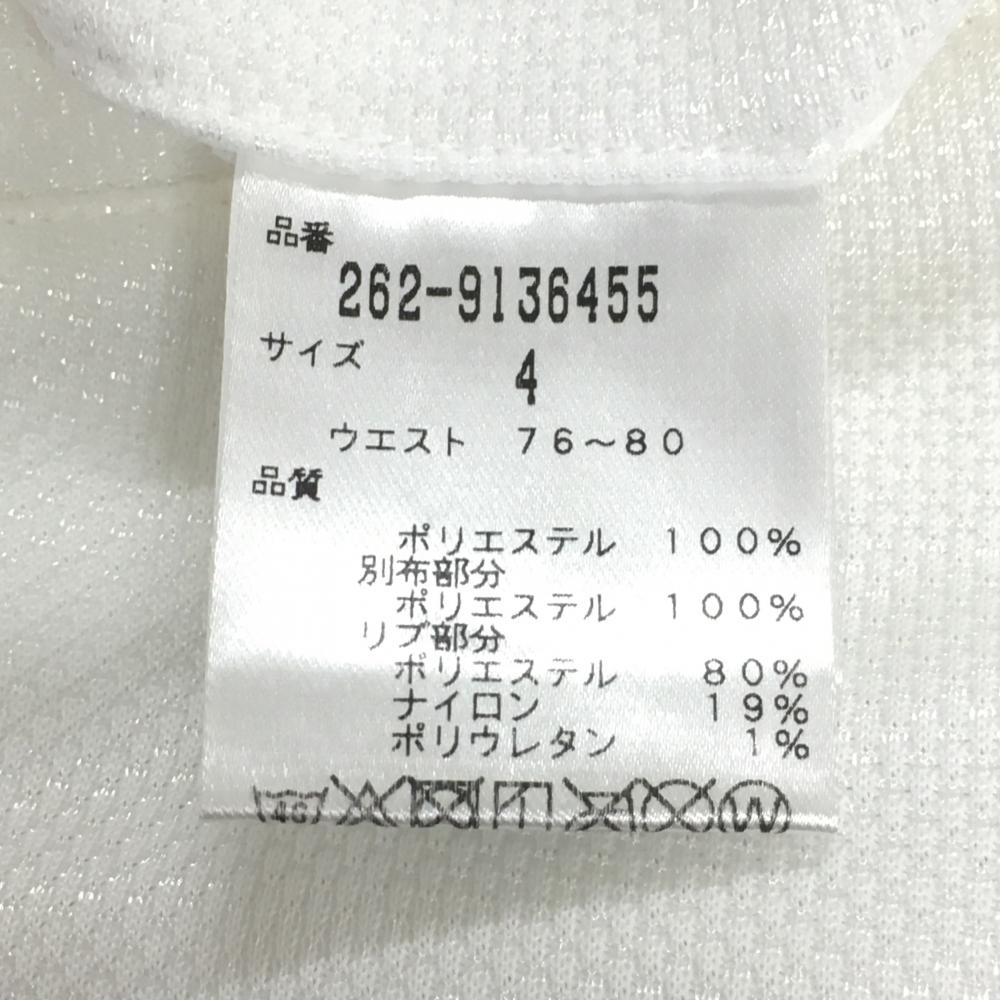 品番
262-9136455
サイズ
4
ウエスト 76～80
品質
ポリエステル 100%
別布部分
ポリエステル 100%
リブ部分
ポリエステル 80%
ナイロン 19%
ポリウレタン 1%
40 W